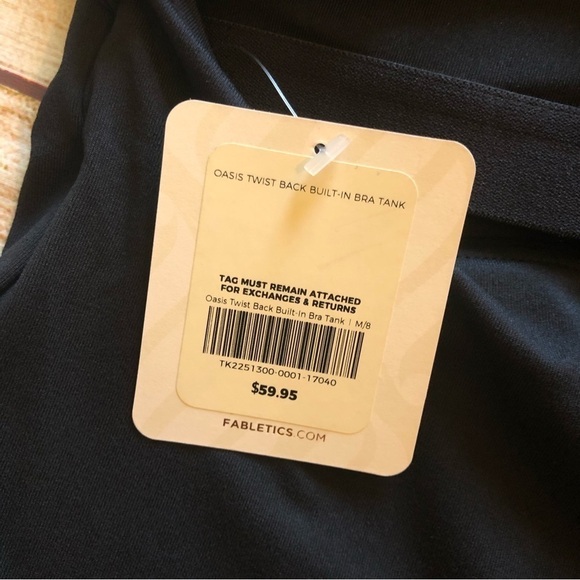 OASIS TWIST BACK BUILT-IN BRA TANK
TAG MUST REMAIN ATTACHED
FOR EXCHANGES & RETURNS
Oasis Twist Back Built-In Bra Tank | M/8
TK2251300-0001-17040
$59.95
FABLETICS.COM